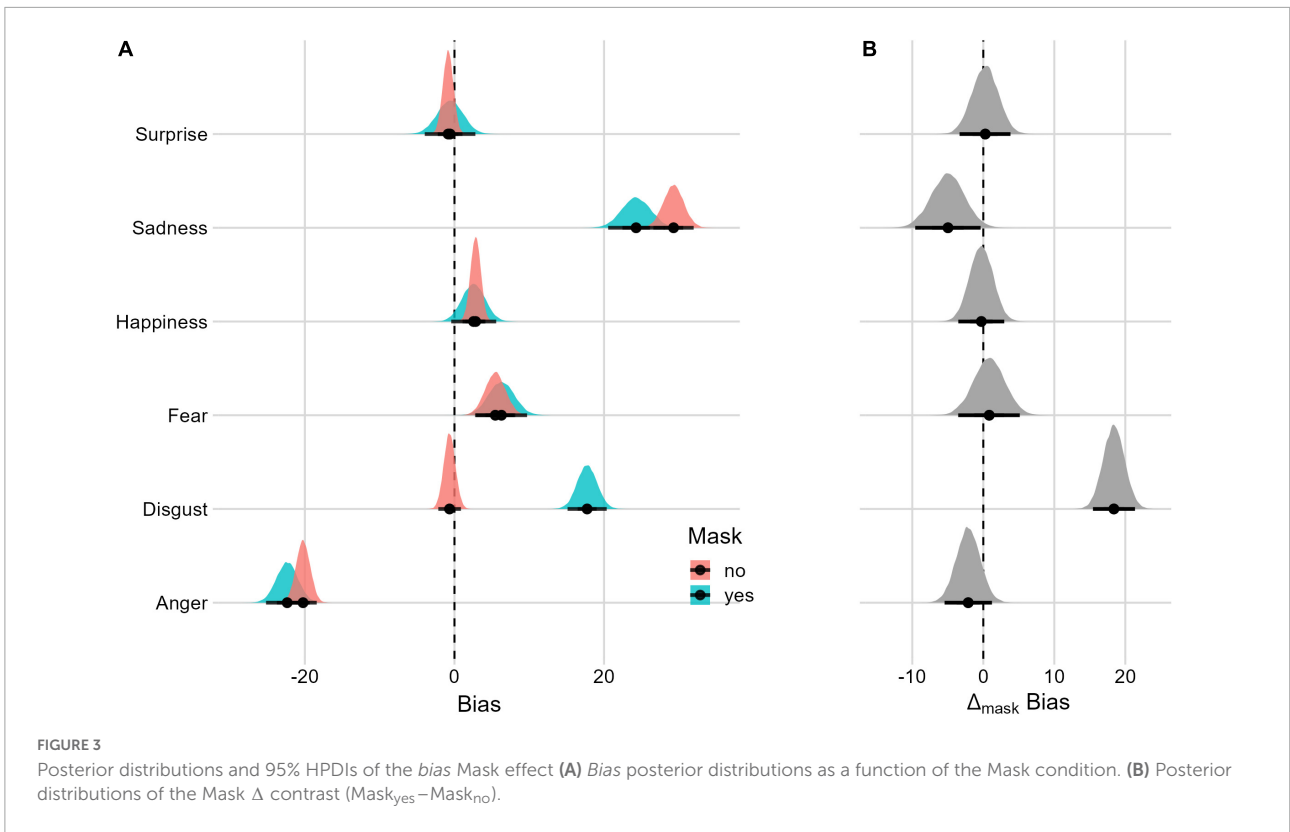 A
B
Surprise
Sadness
Happiness
Fear
Disgust
Anger
Mask
no
yes
-20 0 20
Bias
-10 0 10 20
Δmask Bias
FIGURE 3
Posterior distributions and 95% HPDIs of the bias Mask effect (A) Bias posterior distributions as a function of the Mask condition. (B) Posterior
distributions of the Mask Δ contrast (Maskyes–Maskno).